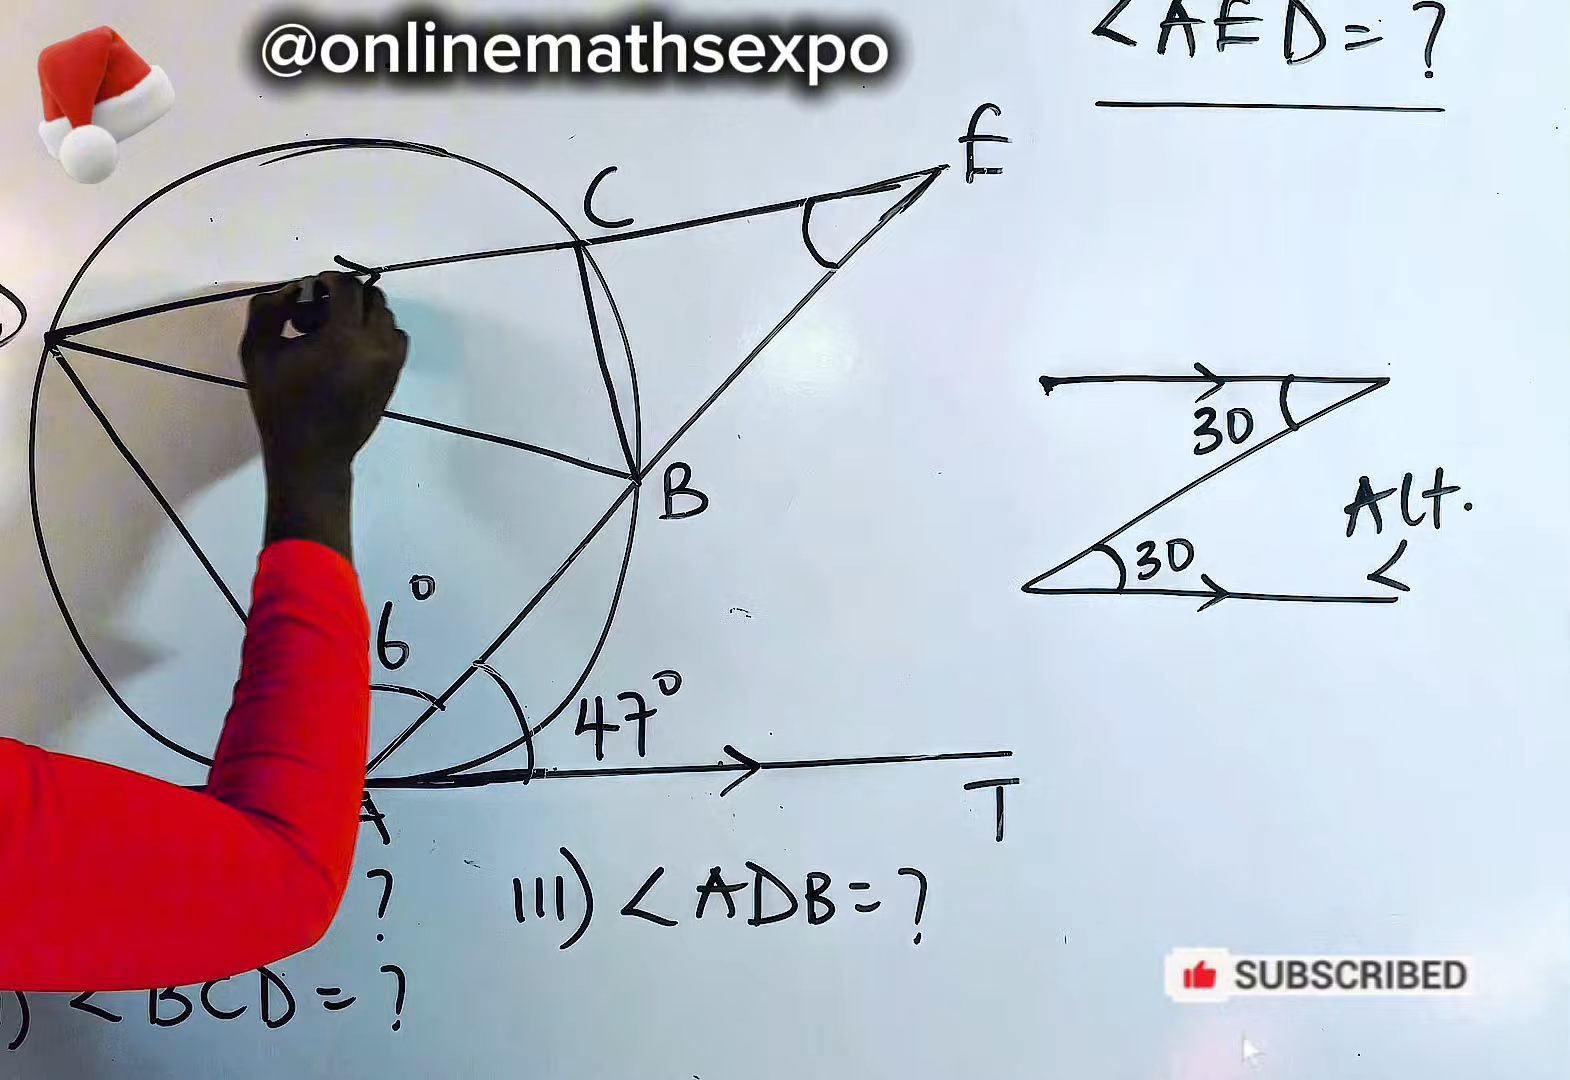 @onlinemathsexpo
<AED=?
E
C
30
B
Alt.
30
<
6°
47°
A
T
? III) <ADB=?
) <BCD=?
SUBSCRIBED